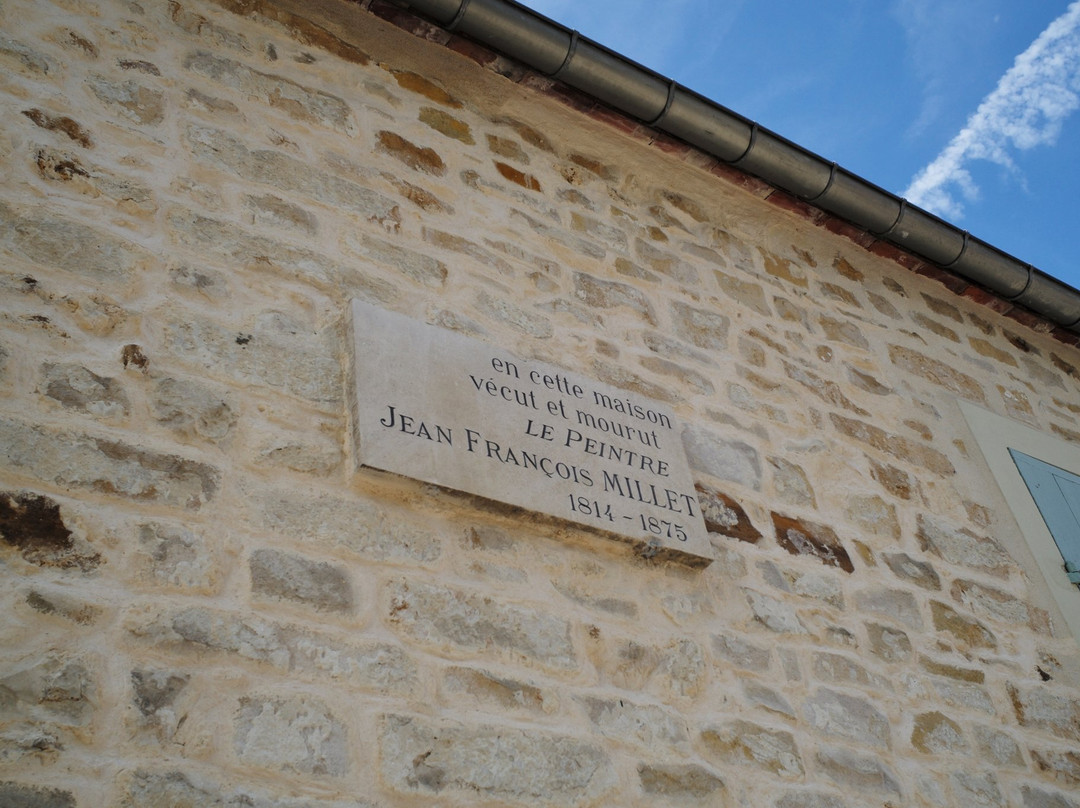 en cette maison
vécut et mourut
LE PEINTRE
JEAN FRANÇOIS MILLET
1814 - 1875